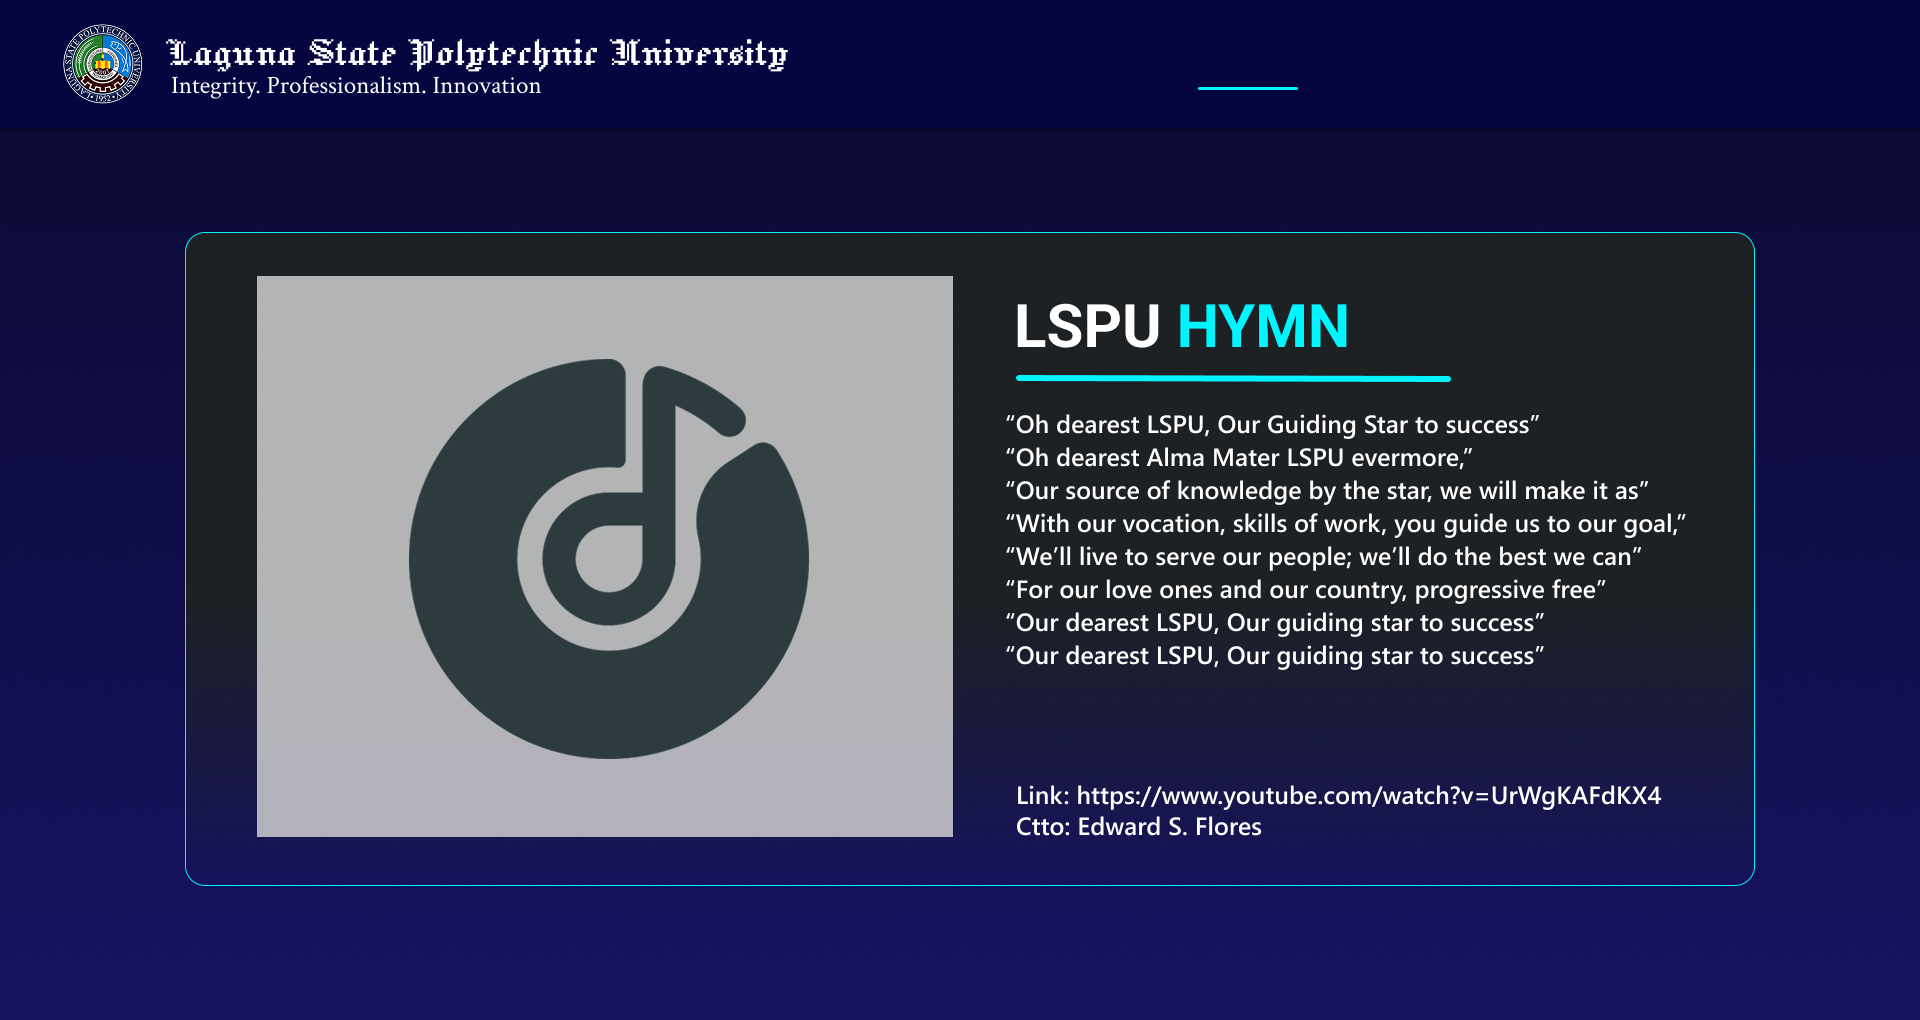 LAGUNA STATE POLYTECHNIC UNIVERSITY
1952
Laguna State Polytechnic University
Integrity. Professionalism. Innovation
LSPU HYMN
“Oh dearest LSPU, Our Guiding Star to success”
“Oh dearest Alma Mater LSPU evermore,”
“Our source of knowledge by the star, we will make it as”
“With our vocation, skills of work, you guide us to our goal,”
“We’ll live to serve our people; we’ll do the best we can”
“For our love ones and our country, progressive free”
“Our dearest LSPU, Our guiding star to success”
“Our dearest LSPU, Our guiding star to success”
Link: https://www.youtube.com/watch?v=UrWgKAFdKX4
Ctto: Edward S. Flores